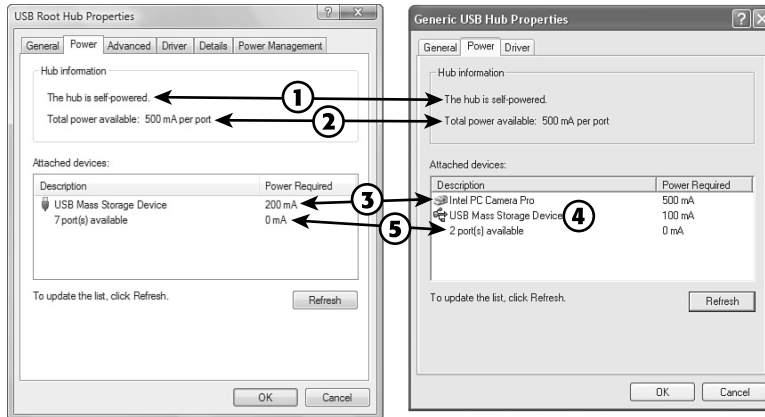 USB Root Hub Properties
General Power Advanced Driver Details Power Management
Hub information
The hub is self-powered.
Total power available: 500 mA per port
Attached devices:
Description Power Required
USB Mass Storage Device 200 mA
7 port(s) available 0 mA
To update the list, click Refresh.
Refresh
OK Cancel
1
2
3
4
5
Generic USB Hub Properties
General Power Driver
Hub information
The hub is self-powered.
Total power available: 500 mA per port
Attached devices:
Description Power Required
Intel PC Camera Pro 500 mA
USB Mass Storage Device 100 mA
2 port(s) available 0 mA
To update the list, click Refresh.
Refresh
OK Cancel